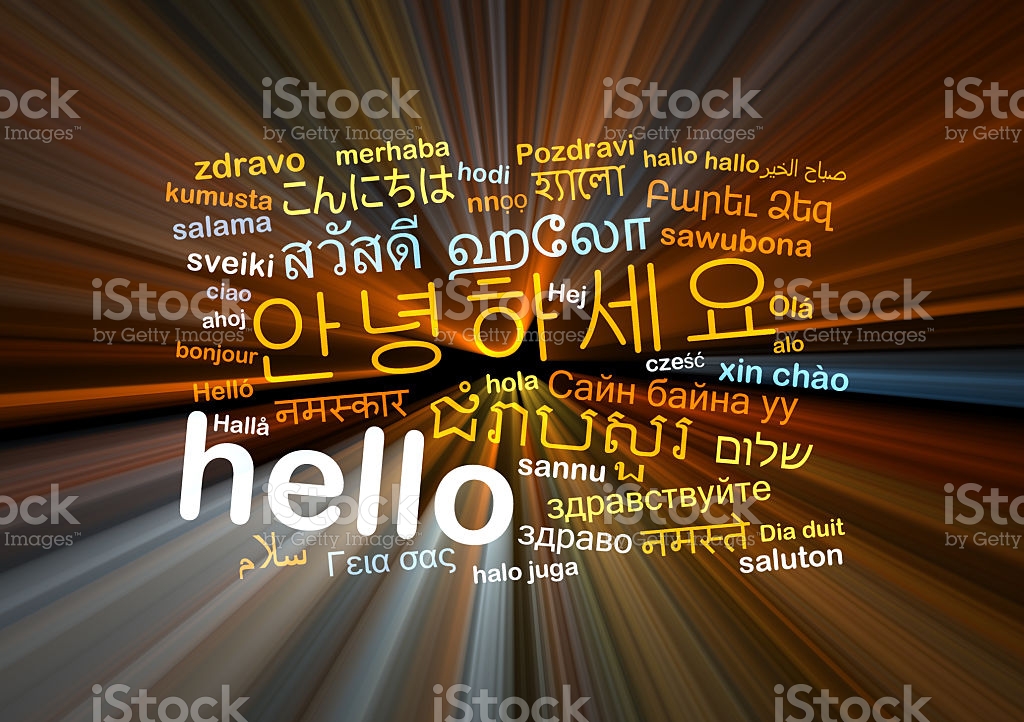 zdravo
merhaba
Pozdravi
hallo hallo
صباح الخير
kumusta
こんにちは
hodi
nnọọ
হ্যালো
Բարեւ Ձեզ
salama
สวัสดี
ஹலோ
sawubona
sveiki
안녕하세요
Hej
ciao
Olá
ahoj
alo
bonjour
cześć
xin chào
Helló
नमस्कार
hola
Сайн байна уу
Hallå
hello
ជំរាបសួរ
שלום
sannu
здравствуйте
здраво
नमस्ते
Dia duit
سلام
Γεια σας
halo juga
saluton
iStock
by Getty Images™